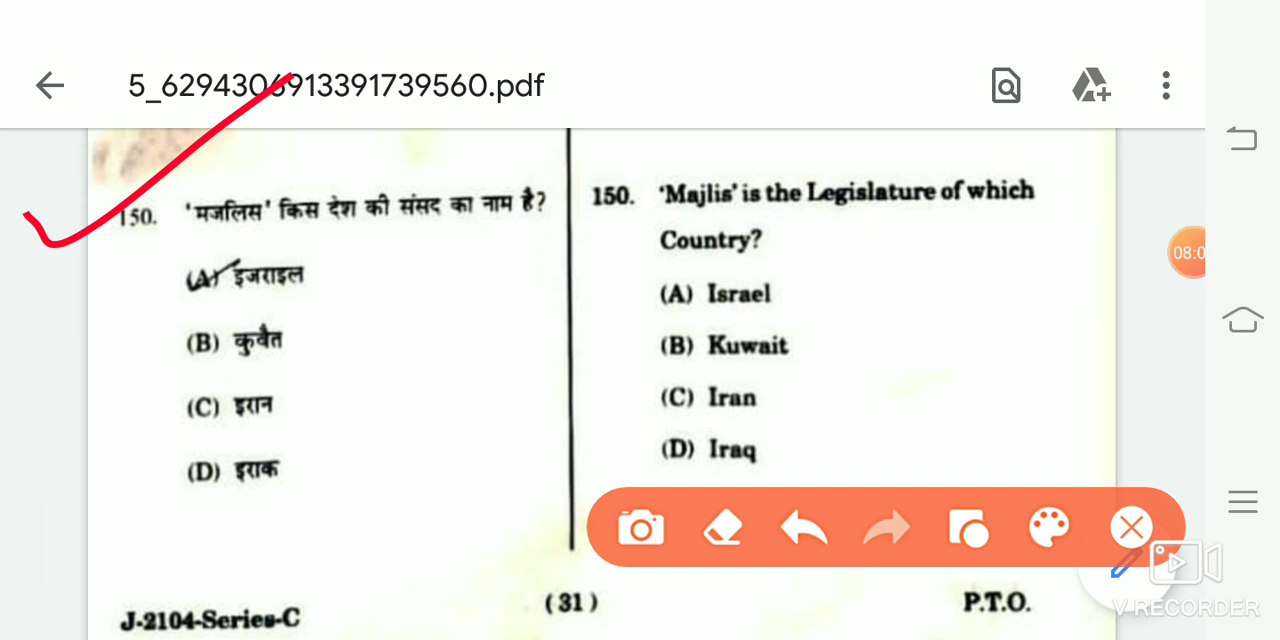 5_6294306913391739560.pdf
150. 'मजलिस' किस देश की संसद का नाम है?
(A) इजराइल
(B) कुवैत
(C) इरान
(D) इराक
150. 'Majlis' is the Legislature of which
Country?
(A) Israel
(B) Kuwait
(C) Iran
(D) Iraq
08:0
J-2104-Series-C
(31)
P.T.O.
V RECORDER